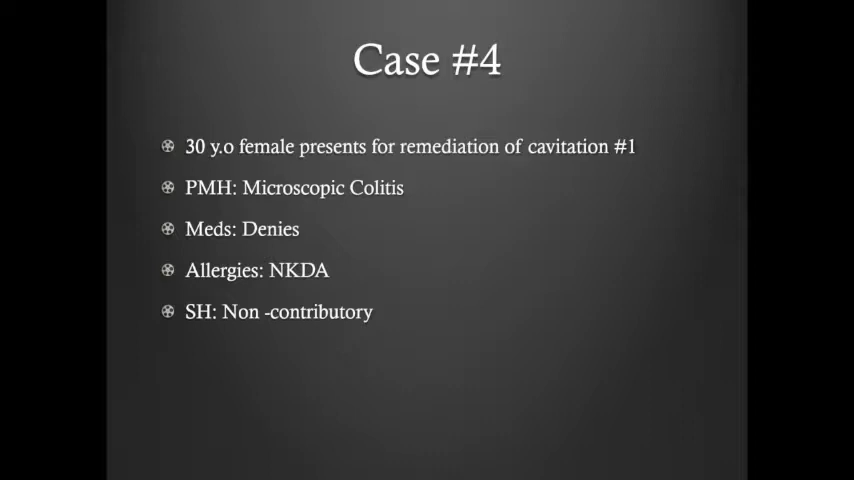 Case #4
30 y.o female presents for remediation of cavitation #1
PMH: Microscopic Colitis
Meds: Denies
Allergies: NKDA
SH: Non -contributory